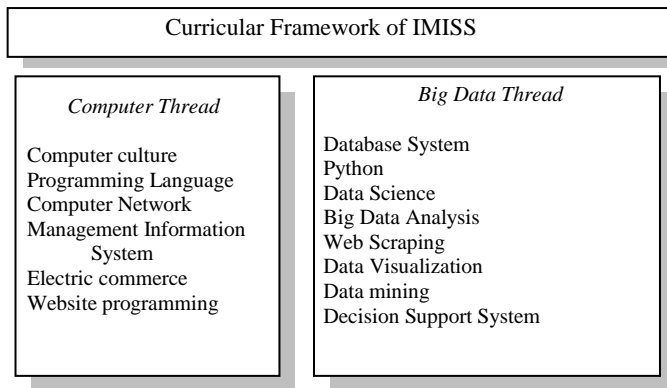 Curricular Framework of IMISS
Computer Thread
Computer culture
Programming Language
Computer Network
Management Information
System
Electric commerce
Website programming
Big Data Thread
Database System
Python
Data Science
Big Data Analysis
Web Scraping
Data Visualization
Data mining
Decision Support System